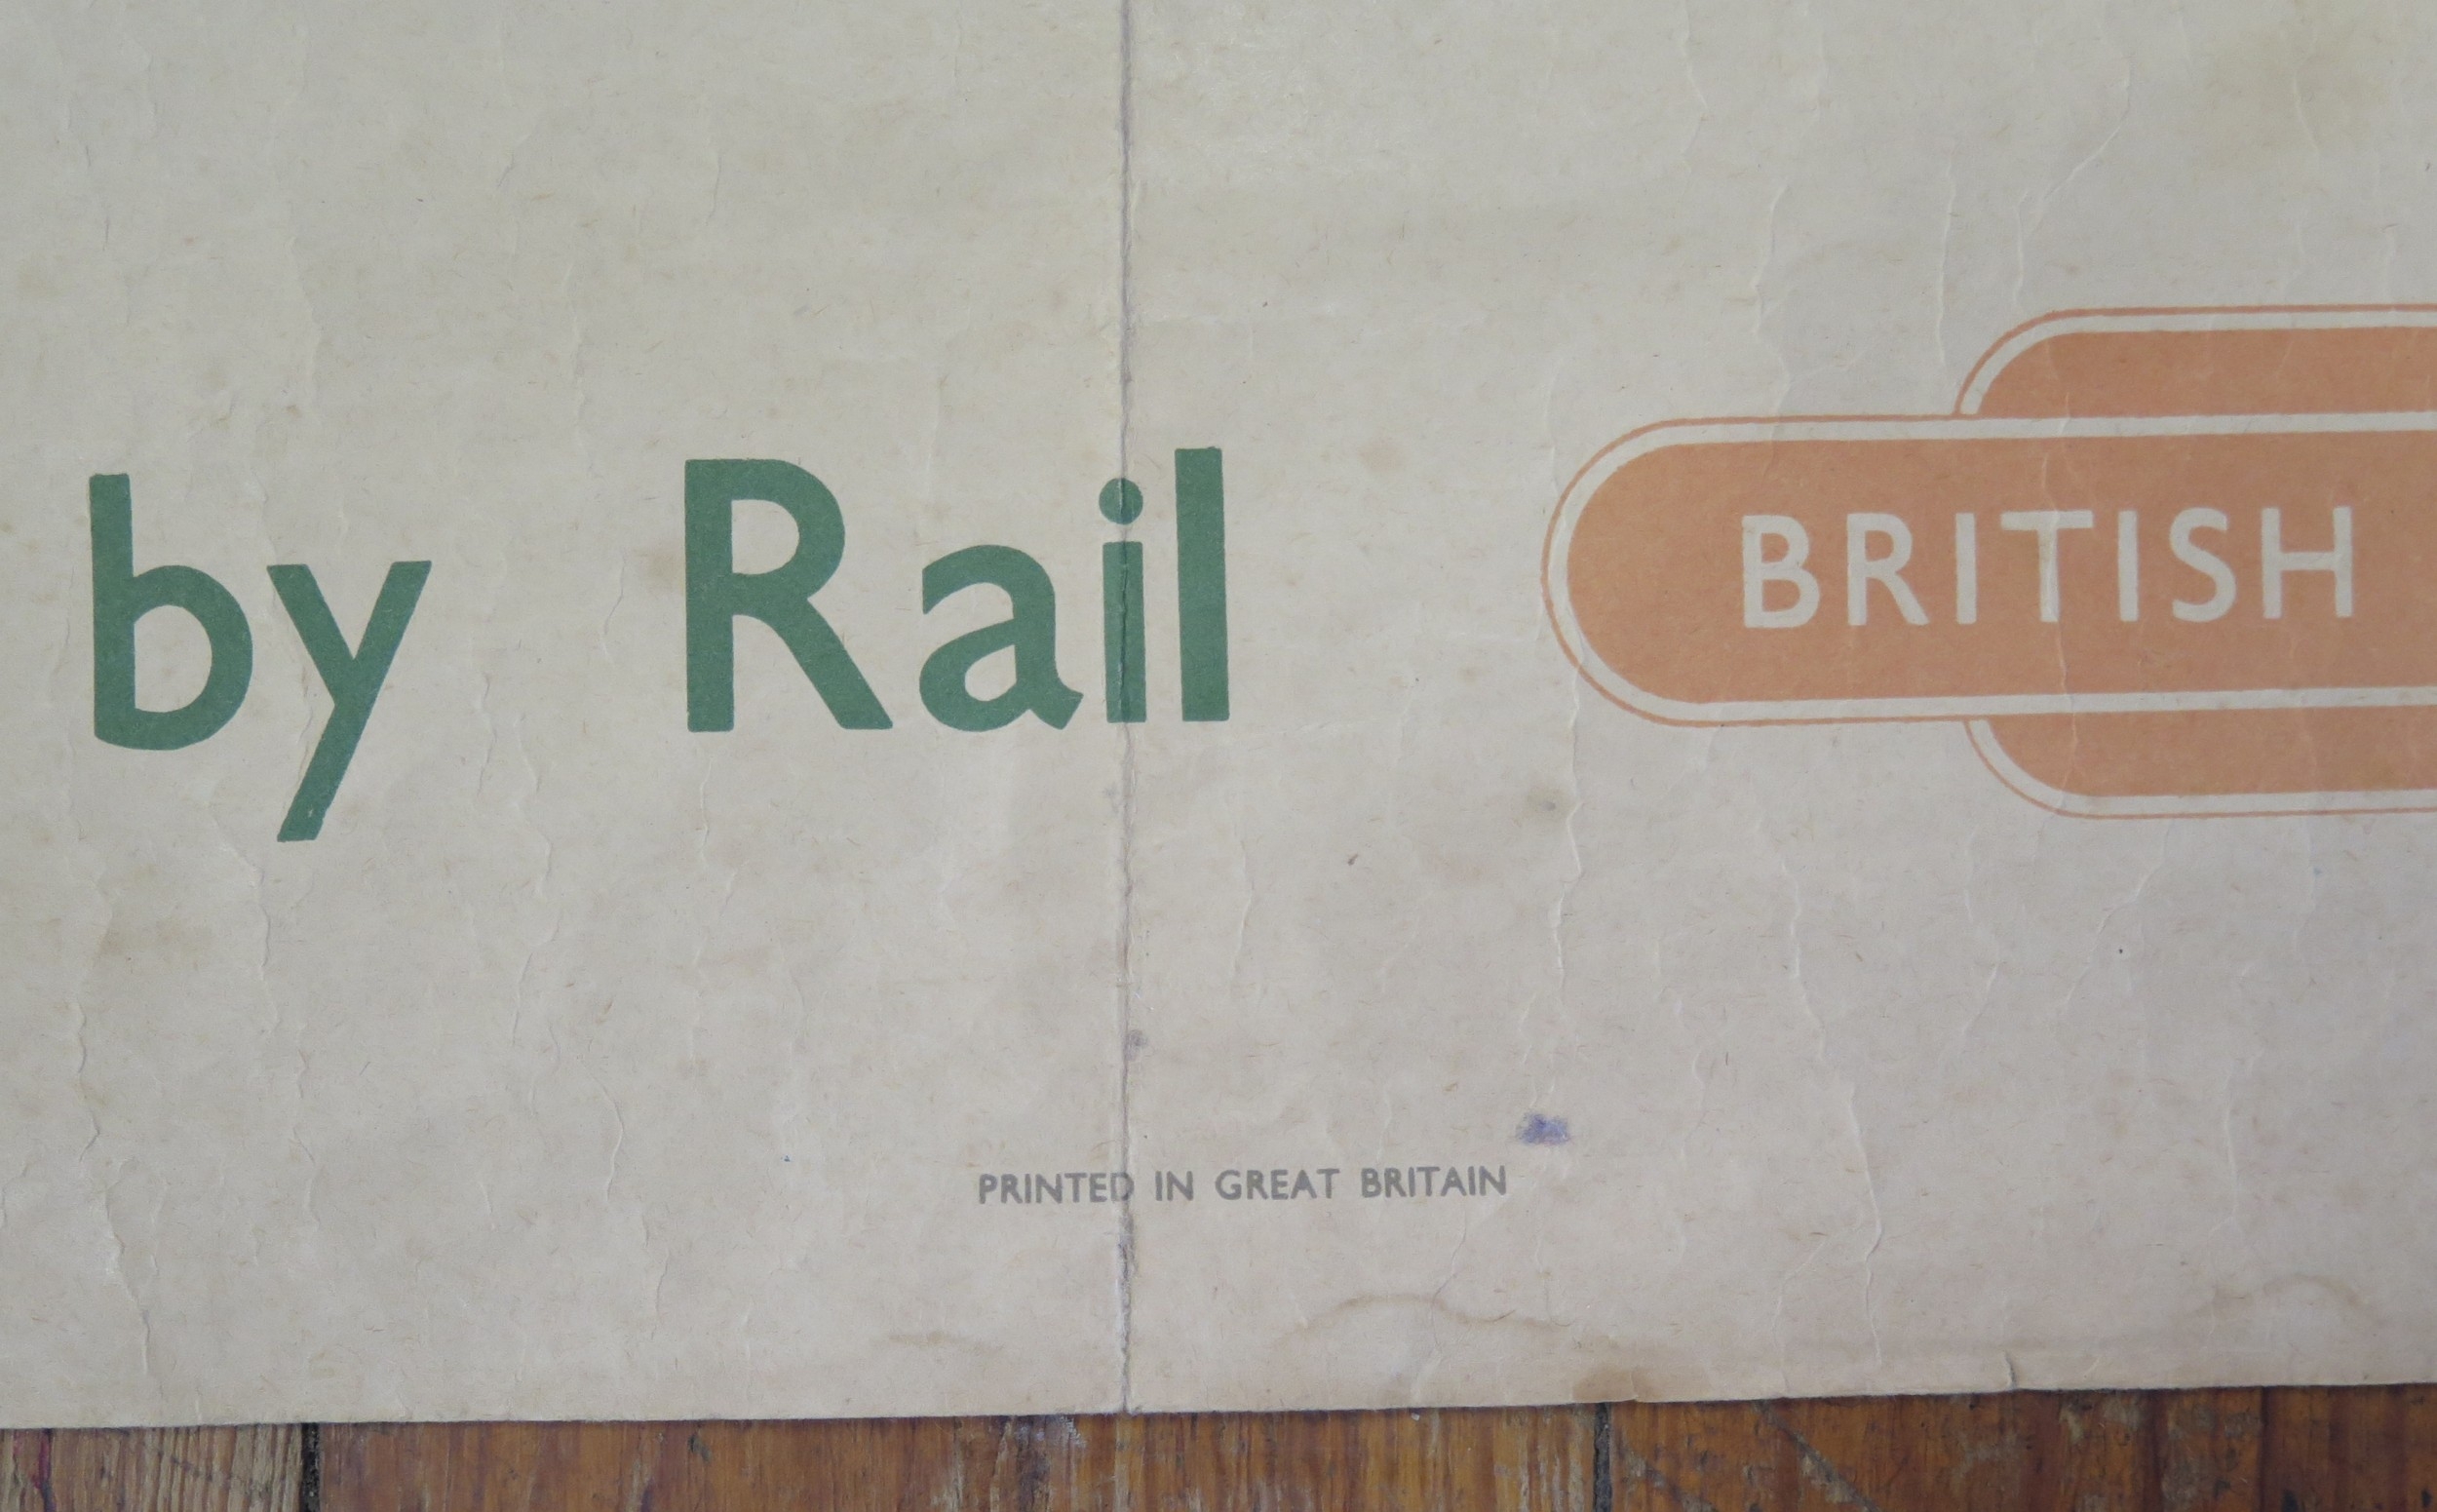 by Rail
BRITISH
PRINTED IN GREAT BRITAIN